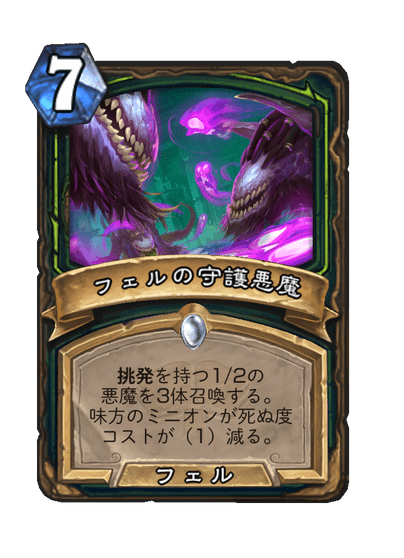 7
フェルの守護悪魔
挑発を持つ1/2の
悪魔を3体召喚する。
味方のミニオンが死ぬ度
コストが（1）減る。
フェル